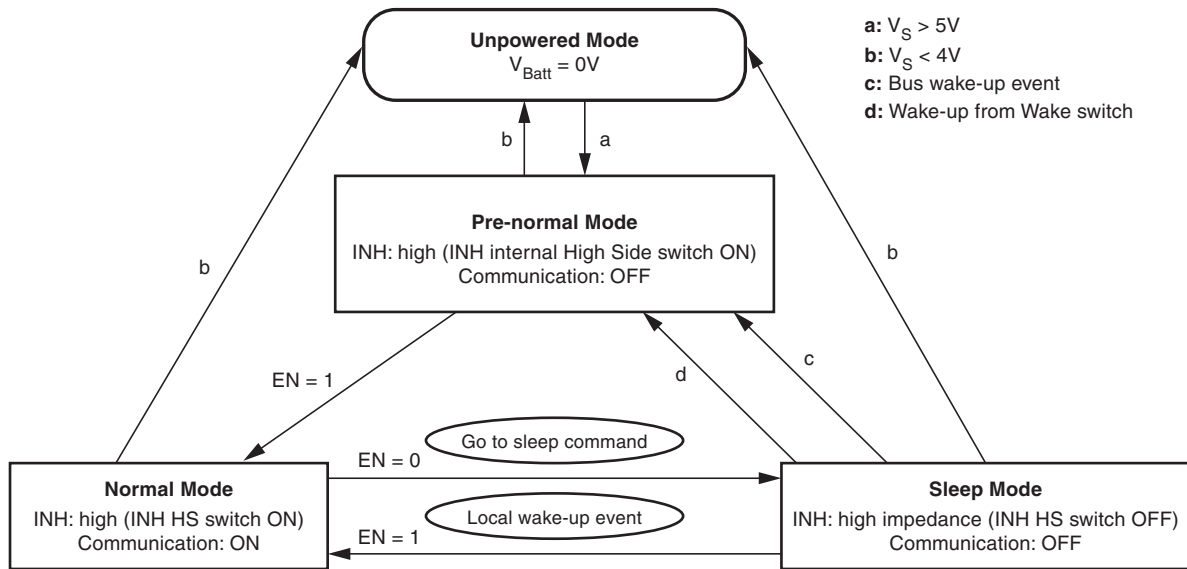 Unpowered Mode
V_Batt = 0V
a: V_S > 5V
b: V_S < 4V
c: Bus wake-up event
d: Wake-up from Wake switch
b
a
Pre-normal Mode
INH: high (INH internal High Side switch ON)
Communication: OFF
b
b
EN = 1
d
c
Go to sleep command
EN = 0
Normal Mode
INH: high (INH HS switch ON)
Communication: ON
Local wake-up event
EN = 1
Sleep Mode
INH: high impedance (INH HS switch OFF)
Communication: OFF